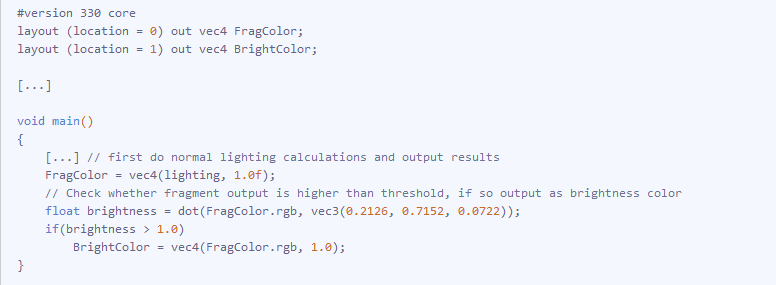 #version 330 core
layout (location = 0) out vec4 FragColor;
layout (location = 1) out vec4 BrightColor;
[...]
void main()
{
[...] // first do normal lighting calculations and output results
FragColor = vec4(lighting, 1.0f);
// Check whether fragment output is higher than threshold, if so output as brightness color
float brightness = dot(FragColor.rgb, vec3(0.2126, 0.7152, 0.0722));
if(brightness > 1.0)
BrightColor = vec4(FragColor.rgb, 1.0);
}